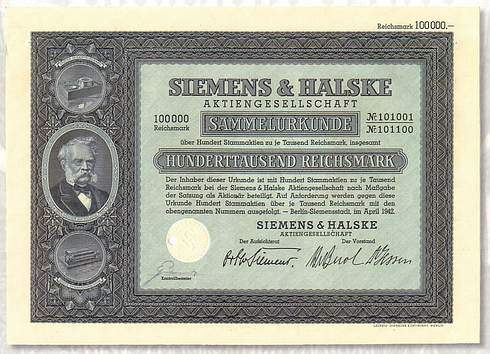 Reichsmark 100000,—
SIEMENS & HALSKE
AKTIENGESELLSCHAFT
100000
Reichsmark
SAMMELURKUNDE
№ 101001
№ 101100
über Hundert Stammaktien zu je Tausend Reichsmark, insgesamt
HUNDERTTAUSEND REICHSMARK
Der Inhaber dieser Urkunde ist mit Hundert Stammaktien zu je Tausend
Reichsmark bei der Siemens & Halske Aktiengesellschaft nach Maßgabe
der Satzung als Aktionär beteiligt. Auf Anforderung werden gegen diese
Urkunde Hundert Stammaktien über je Tausend Reichsmark mit den
obengenannten Nummern ausgefolgt. — Berlin-Siemensstadt, im April 1942.
SIEMENS & HALSKE
AKTIENGESELLSCHAFT
Der Aufsichtsrat
Der Vorstand
Kontrollbeamter